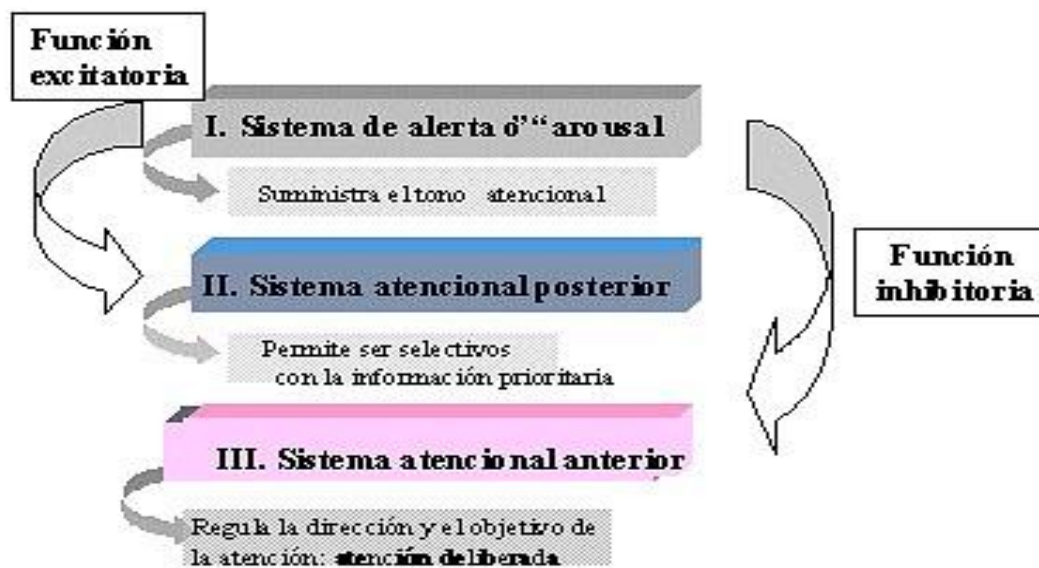 Función
excitatoria
I. Sistema de alerta ó”“ arousal
Suministra el tono atencional
II. Sistema atencional posterior
Función
inhibitoria
Permite ser selectivos
con la información prioritaria
III. Sistema atencional anterior
Regula la dirección y el objetivo de
la atención: atención deliberada